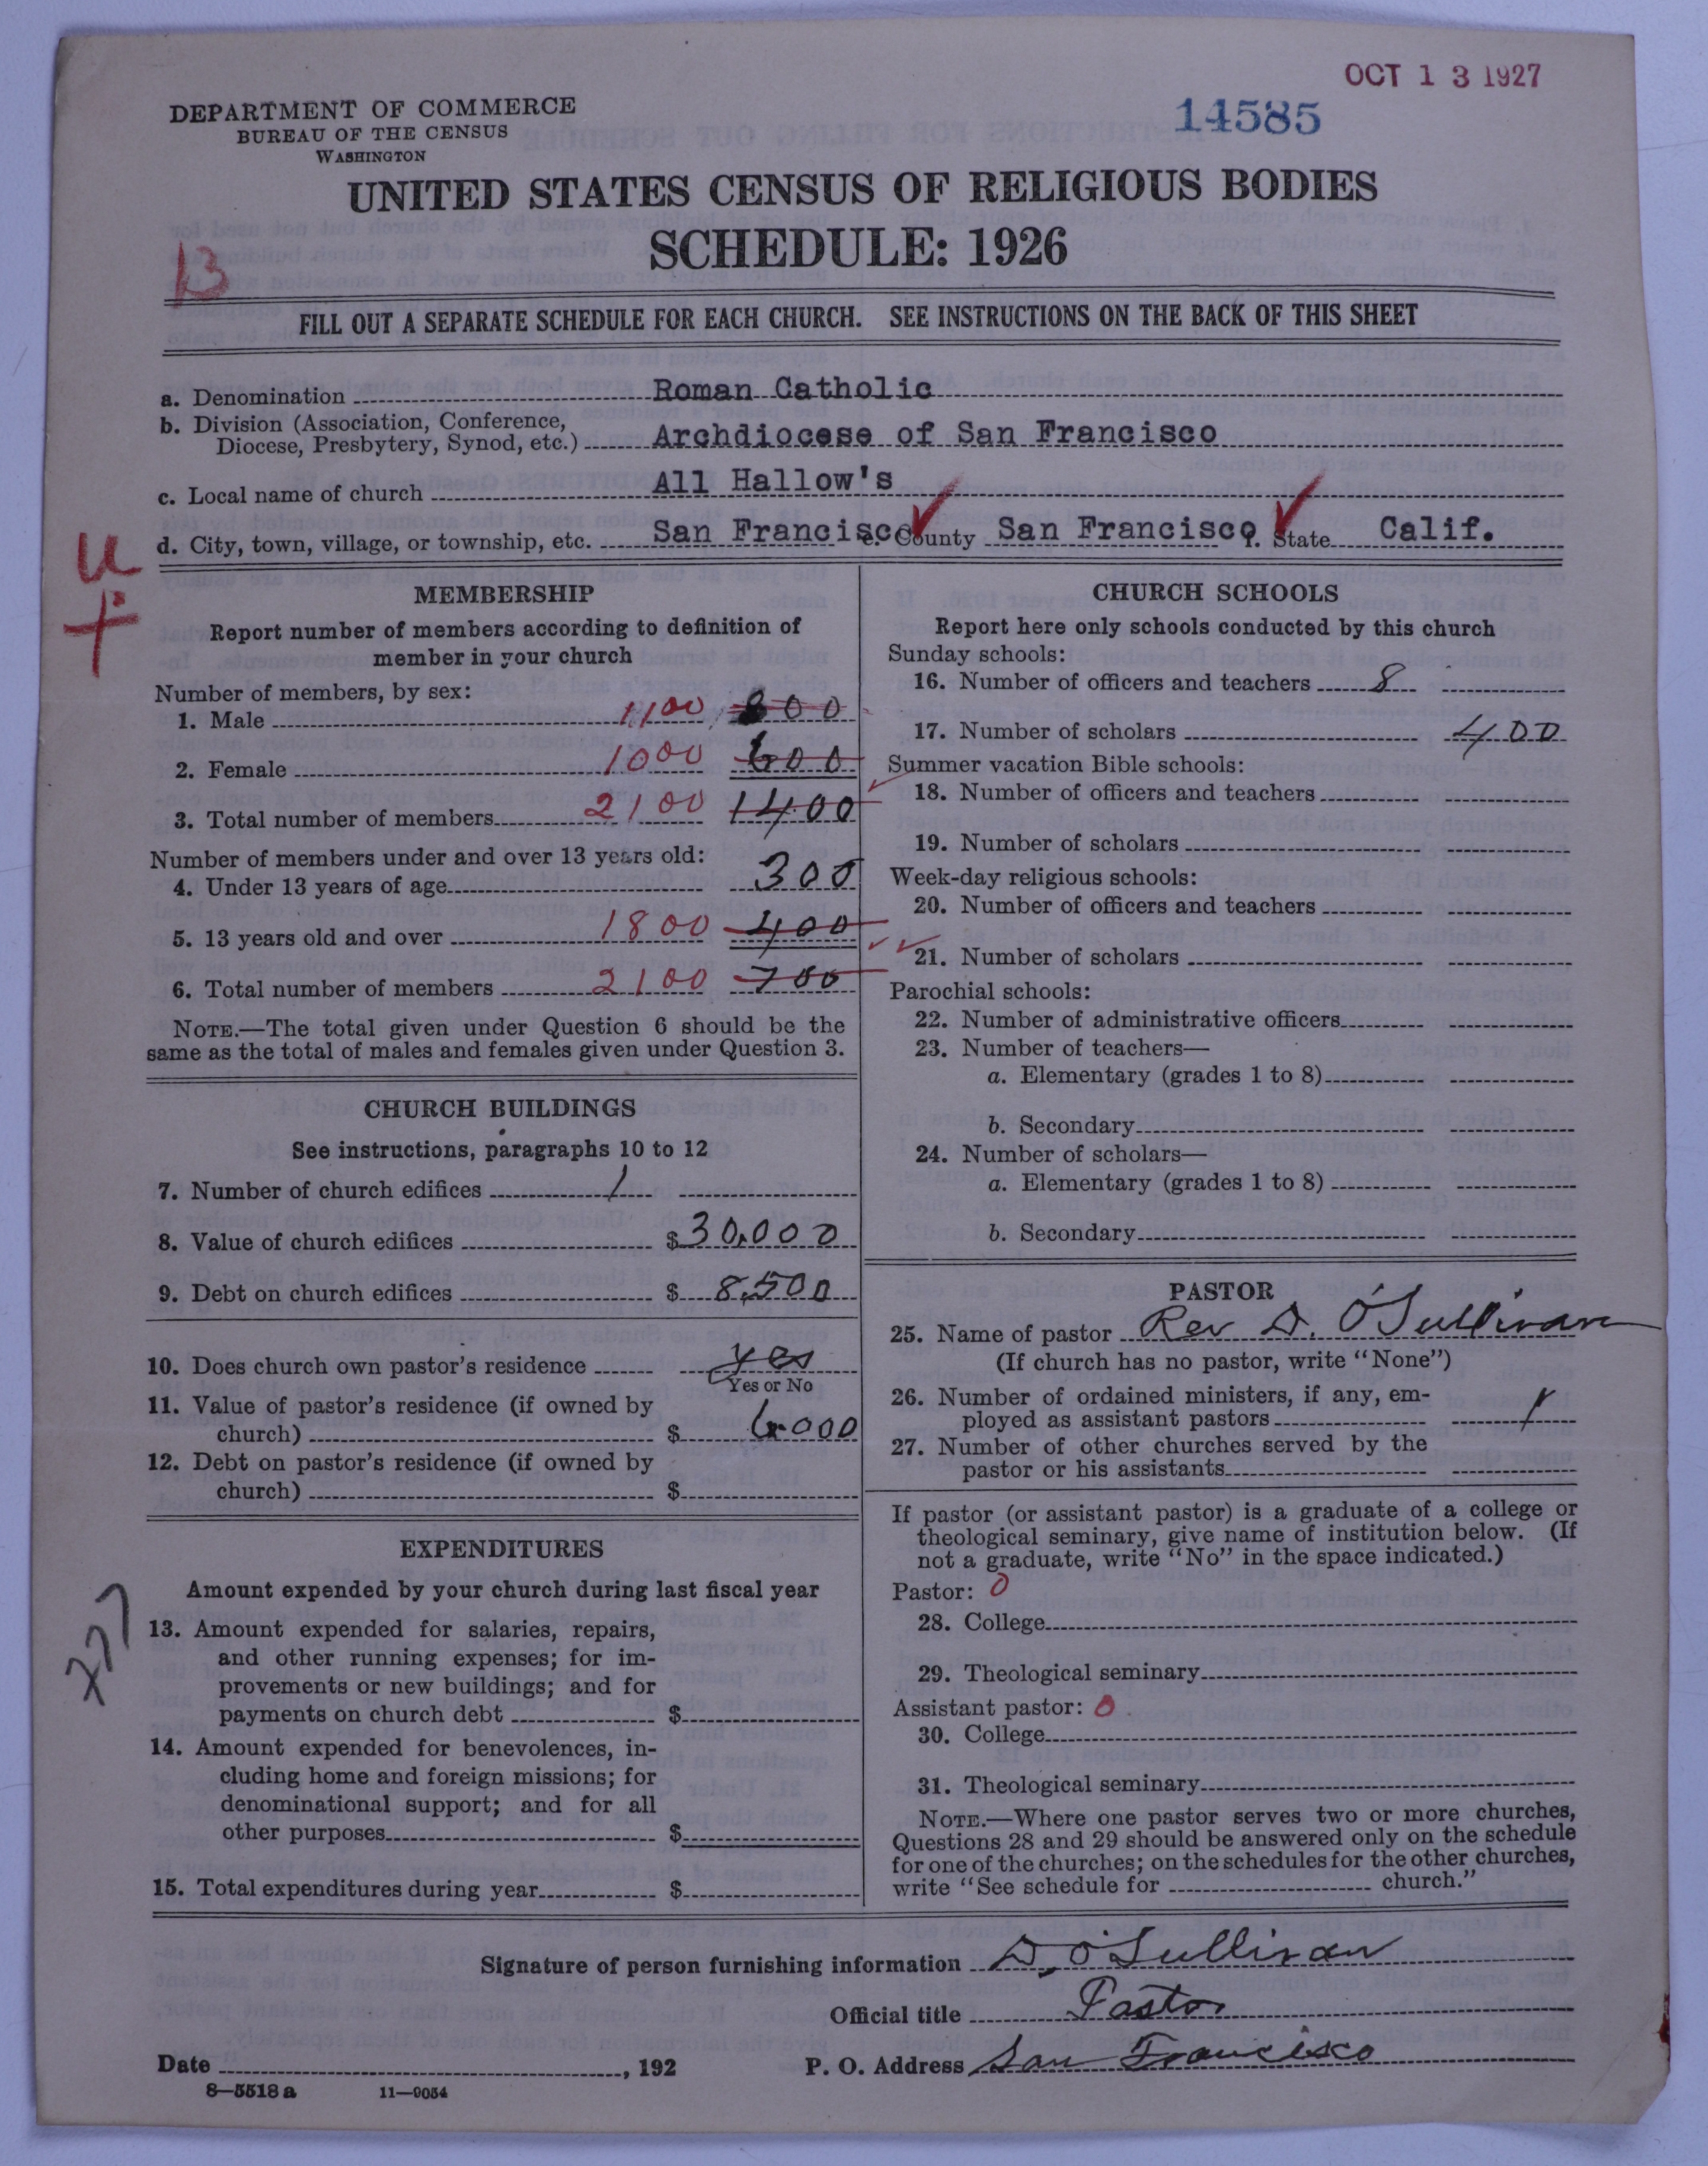 OCT 13 1927
14585
DEPARTMENT OF COMMERCE
BUREAU OF THE CENSUS
WASHINGTON
UNITED STATES CENSUS OF RELIGIOUS BODIES
SCHEDULE: 1926
13
FILL OUT A SEPARATE SCHEDULE FOR EACH CHURCH. SEE INSTRUCTIONS ON THE BACK OF THIS SHEET
a. Denomination Roman Catholic
b. Division (Association, Conference,
Diocese, Presbytery, Synod, etc.) Archdiocese of San Francisco
c. Local name of church All Hallow's
d. City, town, village, or township, etc. San Francisco e. County San Francisco f. State Calif.
u
+
MEMBERSHIP
Report number of members according to definition of
member in your church
Number of members, by sex:
1. Male 1100 800
2. Female 1000 600
3. Total number of members 2100 1400
Number of members under and over 13 years old:
4. Under 13 years of age 300
5. 13 years old and over 1800 400
6. Total number of members 2100 700
NOTE.—The total given under Question 6 should be the
same as the total of males and females given under Question 3.
CHURCH BUILDINGS
See instructions, paragraphs 10 to 12
7. Number of church edifices 1
8. Value of church edifices $30,000
9. Debt on church edifices $ 8,500
10. Does church own pastor's residence yes
Yes or No
11. Value of pastor's residence (if owned by
church) $ 6000
12. Debt on pastor's residence (if owned by
church) $
EXPENDITURES
Amount expended by your church during last fiscal year
13. Amount expended for salaries, repairs,
and other running expenses; for im-
provements or new buildings; and for
payments on church debt $
277
14. Amount expended for benevolences, in-
cluding home and foreign missions; for
denominational support; and for all
other purposes $
15. Total expenditures during year $
CHURCH SCHOOLS
Report here only schools conducted by this church
Sunday schools:
16. Number of officers and teachers 8
17. Number of scholars 400
Summer vacation Bible schools:
18. Number of officers and teachers
19. Number of scholars
Week-day religious schools:
20. Number of officers and teachers
21. Number of scholars
Parochial schools:
22. Number of administrative officers
23. Number of teachers—
a. Elementary (grades 1 to 8)
b. Secondary
24. Number of scholars—
a. Elementary (grades 1 to 8)
b. Secondary
PASTOR
25. Name of pastor Rev D. O'Sullivan
(If church has no pastor, write "None")
26. Number of ordained ministers, if any, em-
ployed as assistant pastors 1
27. Number of other churches served by the
pastor or his assistants
If pastor (or assistant pastor) is a graduate of a college or
theological seminary, give name of institution below. (If
not a graduate, write "No" in the space indicated.)
Pastor: 0
28. College
29. Theological seminary
Assistant pastor: 0
30. College
31. Theological seminary
NOTE.—Where one pastor serves two or more churches,
Questions 28 and 29 should be answered only on the schedule
for one of the churches; on the schedules for the other churches,
write "See schedule for church."
Signature of person furnishing information D. O'Sullivan
Official title Pastor
Date , 192 P. O. Address San Francisco
8—5518 a 11—9054